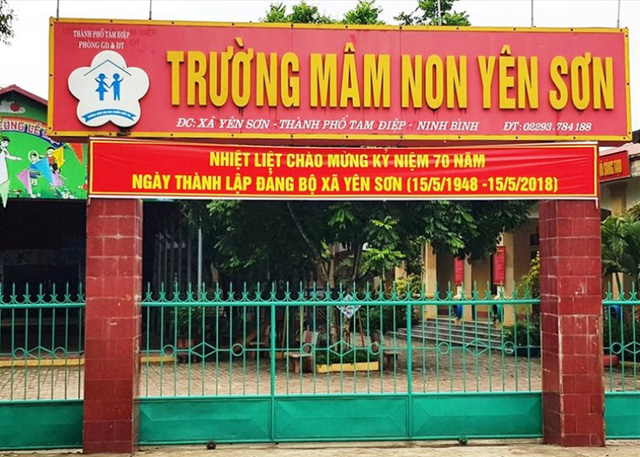 THÀNH PHỐ TAM ĐIỆP
PHÒNG GD & ĐT
TRƯỜNG MẦM NON YÊN SƠN
ĐC: XÃ YÊN SƠN - THÀNH PHỐ TAM ĐIỆP - NINH BÌNH ĐT: 02293.784188
NHIỆT LIỆT CHÀO MỪNG KỶ NIỆM 70 NĂM
NGÀY THÀNH LẬP ĐẢNG BỘ XÃ YÊN SƠN (15/5/1948 -15/5/2018)